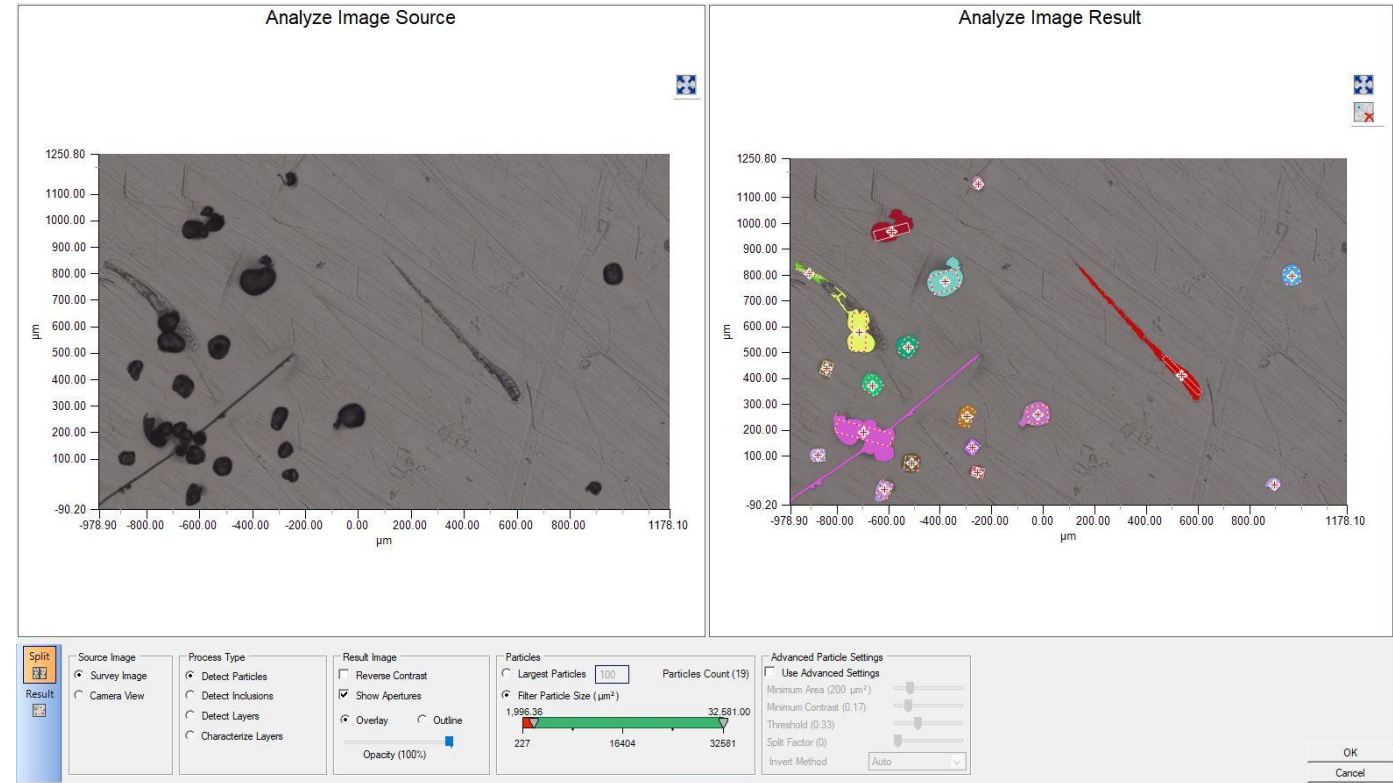 Analyze Image Source
1250.80
1100.00
1000.00
900.00
800.00
700.00
600.00
500.00
400.00
300.00
200.00
100.00
-90.20
µm
-978.90 -800.00 -600.00 -400.00 -200.00 0.00 200.00 400.00 600.00 800.00 1178.10
µm
Analyze Image Result
1250.80
1100.00
1000.00
900.00
800.00
700.00
600.00
500.00
400.00
300.00
200.00
100.00
-90.20
µm
-978.90 -800.00 -600.00 -400.00 -200.00 0.00 200.00 400.00 600.00 800.00 1178.10
µm
Split
Result
Source Image
Survey Image
Camera View
Process Type
Detect Particles
Detect Inclusions
Detect Layers
Characterize Layers
Result Image
Reverse Contrast
Show Apertures
Overlay Outline
Opacity (100%)
Particles
Largest Particles 100 Particles Count (19)
Filter Particle Size (µm²)
1,996.36 32,681.00
227 16404 32581
Advanced Particle Settings
Use Advanced Settings
Minimum Area (200 µm²)
Minimum Contrast (0.17)
Threshold (0.33)
Split Factor (0)
Invert Method Auto
OK
Cancel